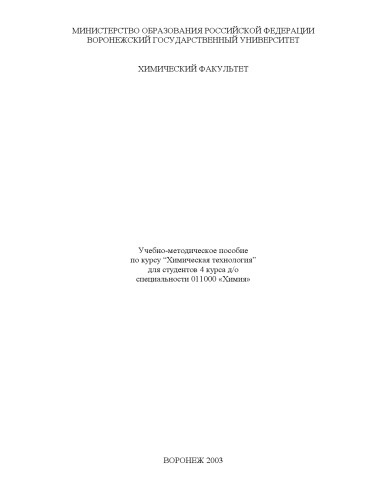 МИНИСТЕРСТВО ОБРАЗОВАНИЯ РОССИЙСКОЙ ФЕДЕРАЦИИ
ВОРОНЕЖСКИЙ ГОСУДАРСТВЕННЫЙ УНИВЕРСИТЕТ
ХИМИЧЕСКИЙ ФАКУЛЬТЕТ
Учебно-методическое пособие
по курсу “Химическая технология”
для студентов 4 курса д/о
специальности 011000 «Химия»
ВОРОНЕЖ 2003